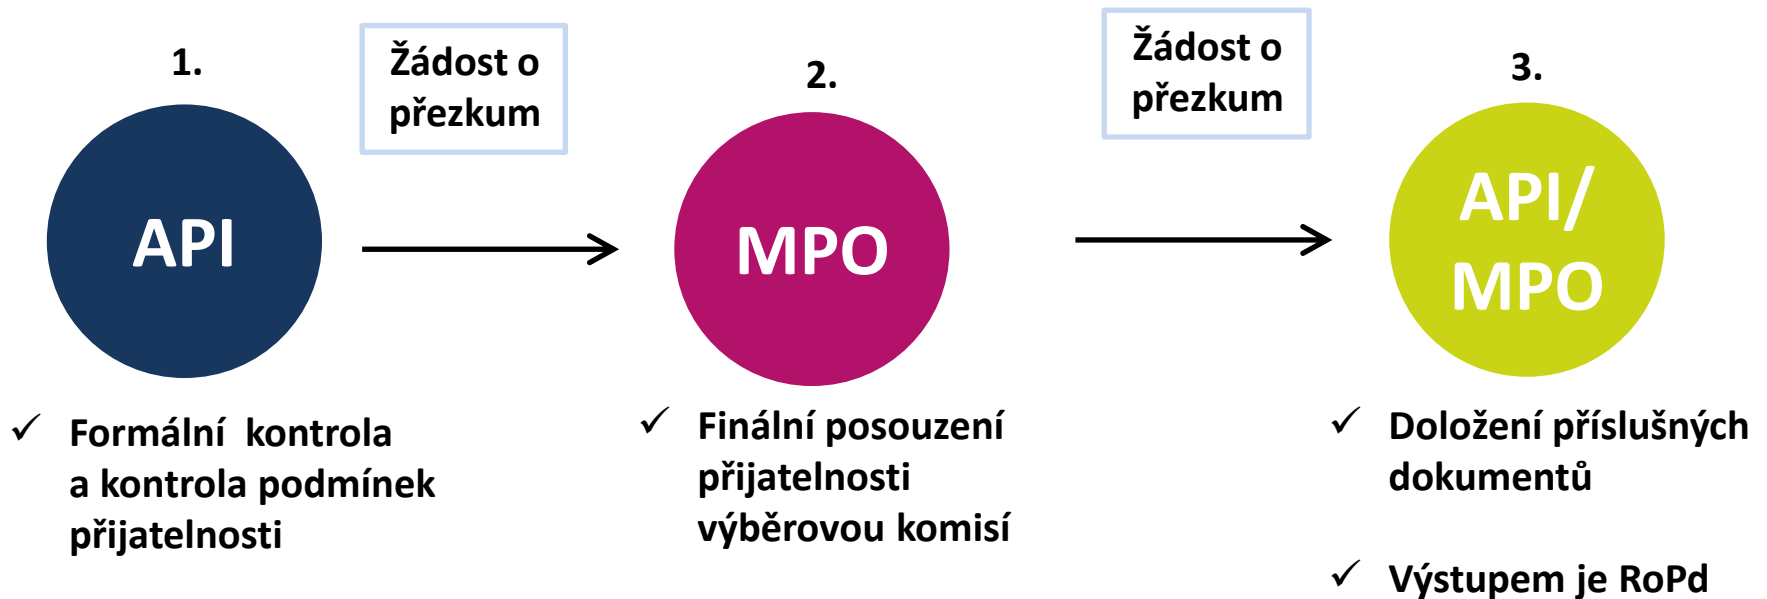 1.
API
✓ Formální kontrola
a kontrola podmínek
přijatelnosti
Žádost o
přezkum
2.
MPO
✓ Finální posouzení
přijatelnosti
výběrovou komisí
Žádost o
přezkum
3.
API/
MPO
✓ Doložení příslušných
dokumentů
✓ Výstupem je RoPd